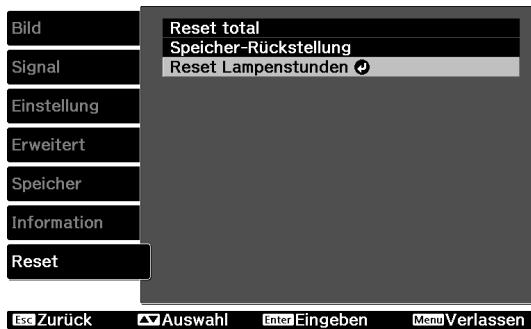 Bild
Signal
Einstellung
Erweitert
Speicher
Information
Reset
Reset total
Speicher-Rückstellung
Reset Lampenstunden
Esc Zurück Auswahl Enter Eingeben Menu Verlassen